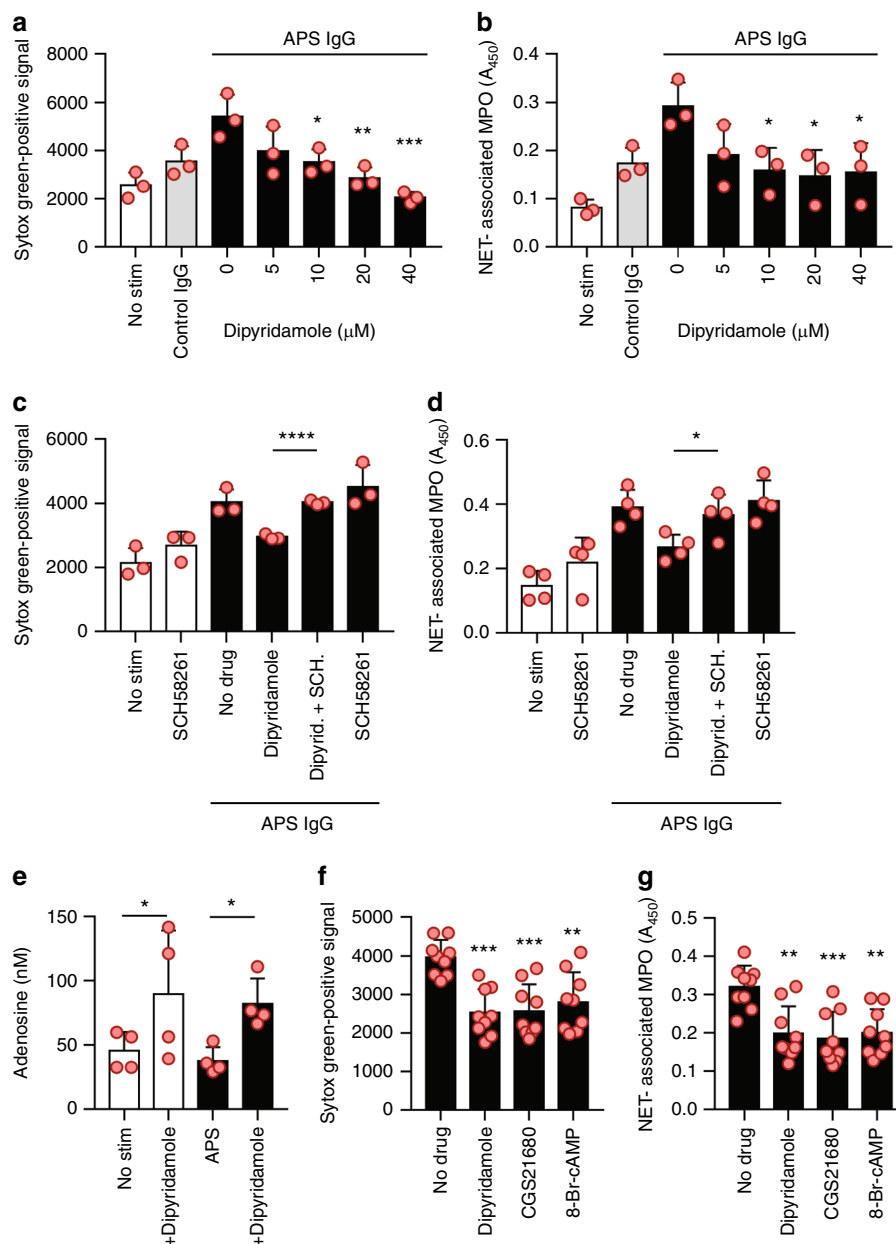 a
APS IgG
Sytox green-positive signal
8000
6000
4000
2000
0
*
**
***
No stim
Control IgG
0
5
10
20
40
Dipyridamole (μM)
b
APS IgG
NET- associated MPO (A450)
0.4
0.3
0.2
0.1
0.0
*
*
*
No stim
Control IgG
0
5
10
20
40
Dipyridamole (μM)
c
Sytox green-positive signal
6000
4000
2000
0
****
No stim
SCH58261
No drug
Dipyridamole
Dipyrid. + SCH.
SCH58261
APS IgG
d
NET- associated MPO (A450)
0.6
0.4
0.2
0.0
*
No stim
SCH58261
No drug
Dipyridamole
Dipyrid. + SCH.
SCH58261
APS IgG
e
Adenosine (nM)
150
100
50
0
*
*
No stim
+Dipyridamole
APS
+Dipyridamole
f
Sytox green-positive signal
5000
4000
3000
2000
1000
0
***
***
**
No drug
Dipyridamole
CGS21680
8-Br-cAMP
g
NET- associated MPO (A450)
0.5
0.4
0.3
0.2
0.1
0.0
**
***
**
No drug
Dipyridamole
CGS21680
8-Br-cAMP